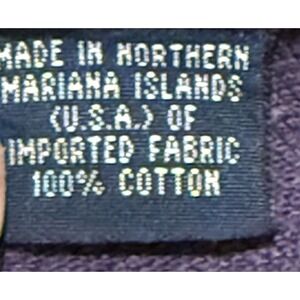 MADE IN NORTHERN
MARIANA ISLANDS
(U.S.A.) OF
IMPORTED FABRIC
100% COTTON